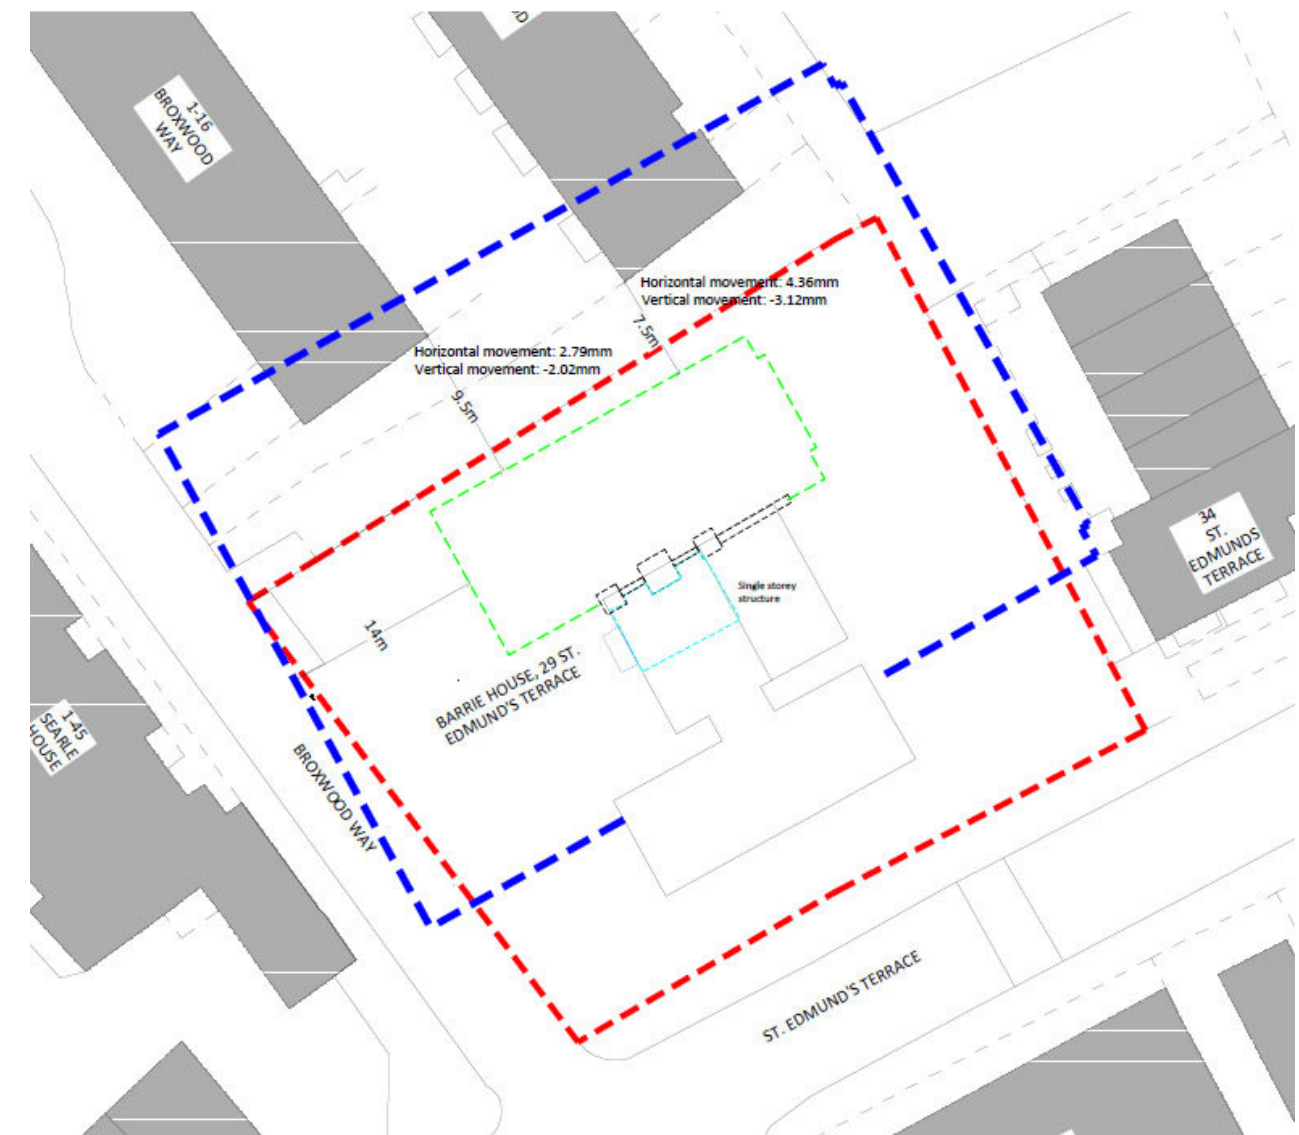 OD
1-16
BROXWOOD
WAY
Horizontal movement: 4.36mm
Vertical movement: -3.12mm
7.5m
Horizontal movement: 2.79mm
Vertical movement: -2.02mm
9.5m
34
ST.
EDMUNDS
TERRACE
Single storey
structure
14m
BARRIE HOUSE, 29 ST.
EDMUND'S TERRACE
1-45
SEARLE
HOUSE
BROXWOOD WAY
ST. EDMUND'S TERRACE